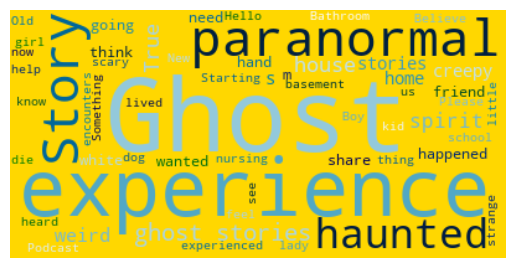 Old
going
need
Hello
Bathroom
Believe
girl
True
paranormal
now
think
New
hand
house
stories
creepy
help
scary
Starting
s
m
home
Story
encounters
Something
basement
us
friend
Please
little
know
lived
Ghost
Boy
kid
spirit
school
die
white
dog
wanted
nursing
share
thing
happened
experience
see
heard
feel
strange
weird
ghost stories
haunted
Podcast
experienced
lady